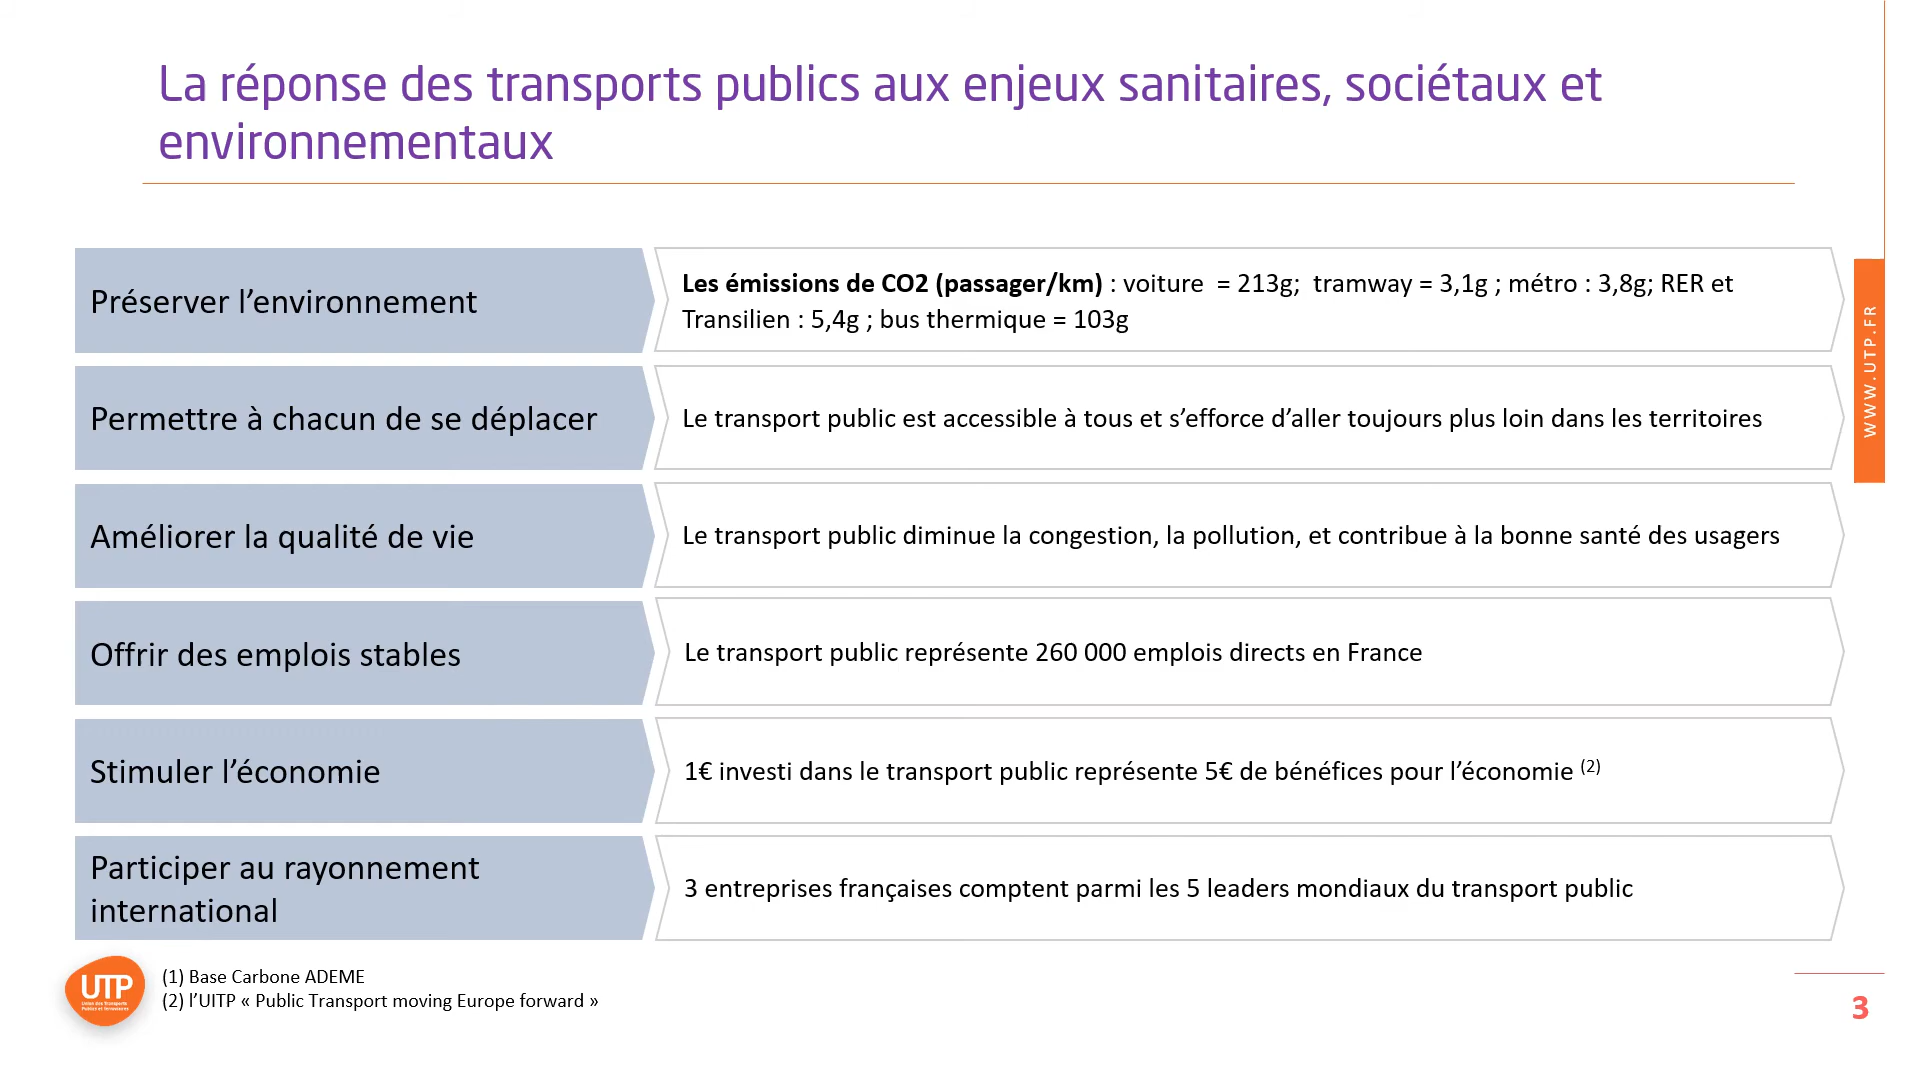 La réponse des transports publics aux enjeux sanitaires, sociétaux et
environnementaux
Préserver l’environnement
Les émissions de CO2 (passager/km) : voiture  = 213g;  tramway = 3,1g ; métro : 3,8g; RER et
Transilien : 5,4g ; bus thermique = 103g
Permettre à chacun de se déplacer
Le transport public est accessible à tous et s’efforce d’aller toujours plus loin dans les territoires
Améliorer la qualité de vie
Le transport public diminue la congestion, la pollution, et contribue à la bonne santé des usagers
Offrir des emplois stables
Le transport public représente 260 000 emplois directs en France
Stimuler l’économie
1€ investi dans le transport public représente 5€ de bénéfices pour l’économie (2)
Participer au rayonnement
international
3 entreprises françaises comptent parmi les 5 leaders mondiaux du transport public
WWW.UTP.FR
UTP
Union des Transports
Publics et ferroviaires
(1) Base Carbone ADEME
(2) l’UITP « Public Transport moving Europe forward »
3